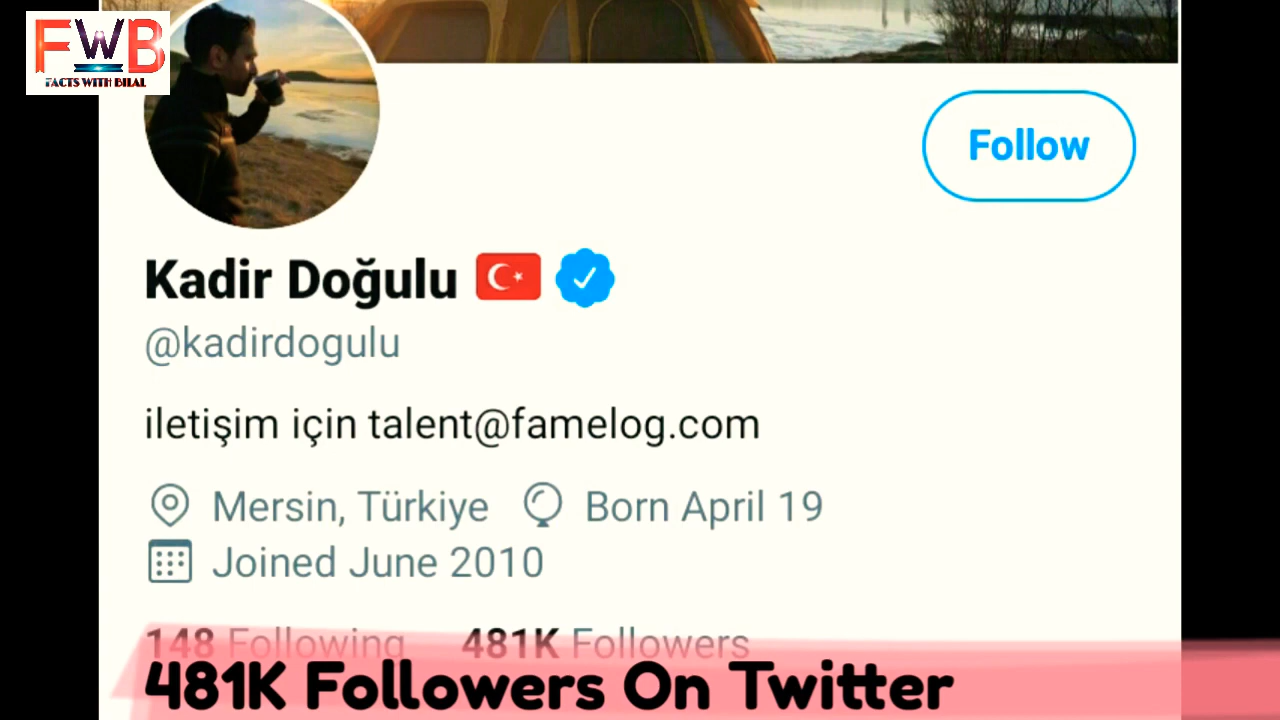 FWB
FACTS WITH BILAL
Follow
Kadir Doğulu
@kadirdogulu
iletişim için talent@famelog.com
Mersin, Türkiye Born April 19
Joined June 2010
148 Following 481K Followers
481K Followers On Twitter